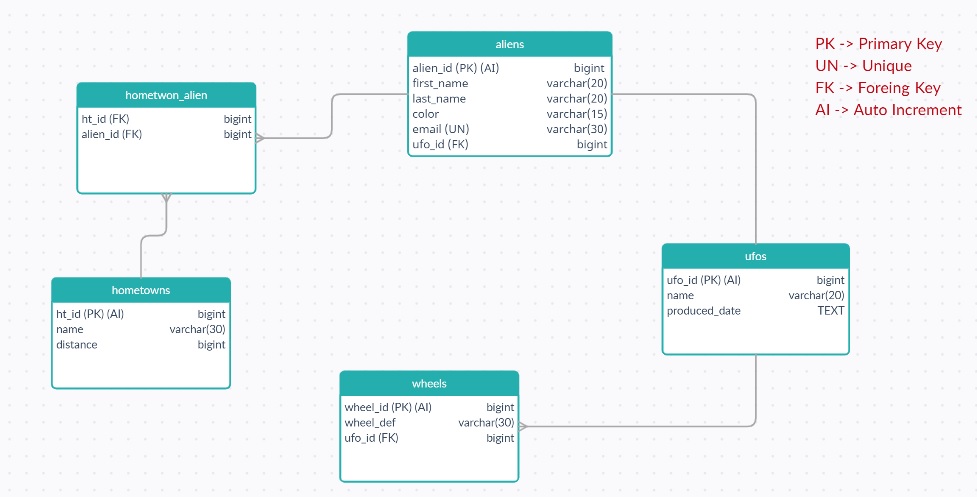 aliens
alien_id (PK) (AI) bigint
first_name varchar(20)
last_name varchar(20)
color varchar(15)
email (UN) varchar(30)
ufo_id (FK) bigint
PK -> Primary Key
UN -> Unique
FK -> Foreing Key
AI -> Auto Increment
hometwon_alien
ht_id (FK) bigint
alien_id (FK) bigint
ufos
ufo_id (PK) (AI) bigint
name varchar(20)
produced_date TEXT
hometowns
ht_id (PK) (AI) bigint
name varchar(30)
distance bigint
wheels
wheel_id (PK) (AI) bigint
wheel_def varchar(30)
ufo_id (FK) bigint